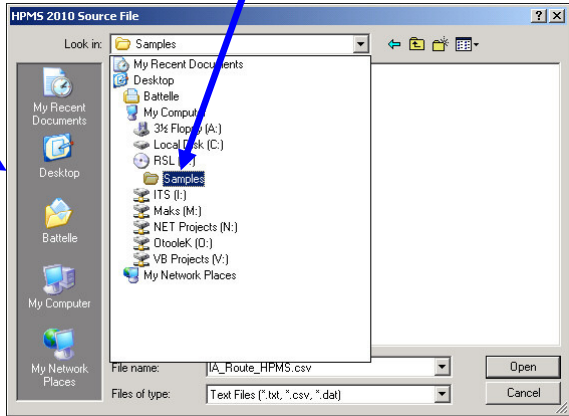 HPMS 2010 Source File
Look in: Samples
My Recent Documents
Desktop
Battelle
My Computer
3½ Floppy (A:)
Local Disk (C:)
RSL
Samples
ITS (I:)
Maks (M:)
NET Projects (N:)
OtooleK (O:)
VB Projects (V:)
My Network Places
My Recent
Documents
Desktop
Battelle
My Computer
My Network
Places
File name: IA_Route_HPMS.csv
Open
Files of type: Text Files (*.txt, *.csv, *.dat)
Cancel